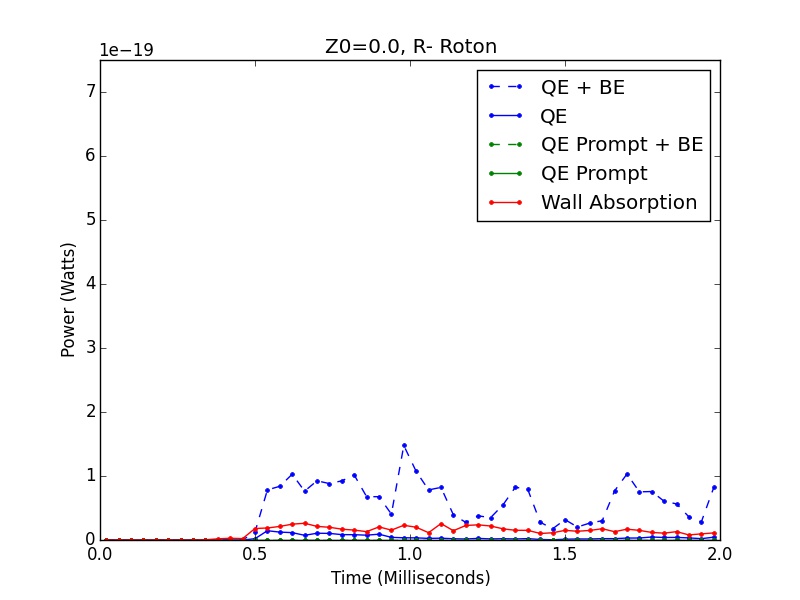 Z0=0.0, R- Roton
1e−19
7
6
5
4
3
2
1
0
Power (Watts)
QE + BE
QE
QE Prompt + BE
QE Prompt
Wall Absorption
0.0 0.5 1.0 1.5 2.0
Time (Milliseconds)